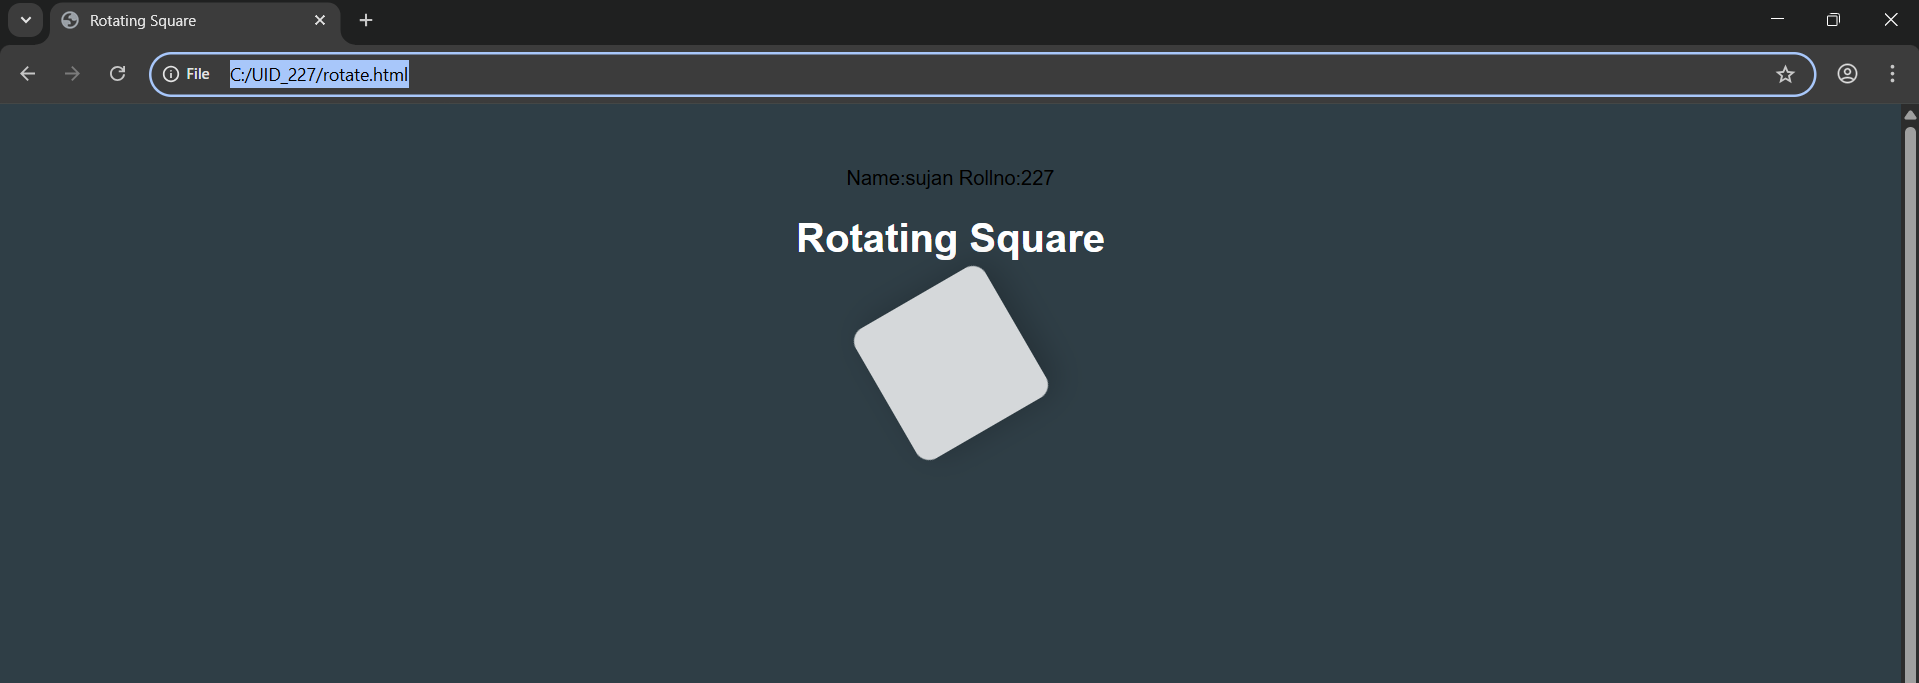 Rotating Square
File C:/UID_227/rotate.html
Name:sujan Rollno:227
Rotating Square